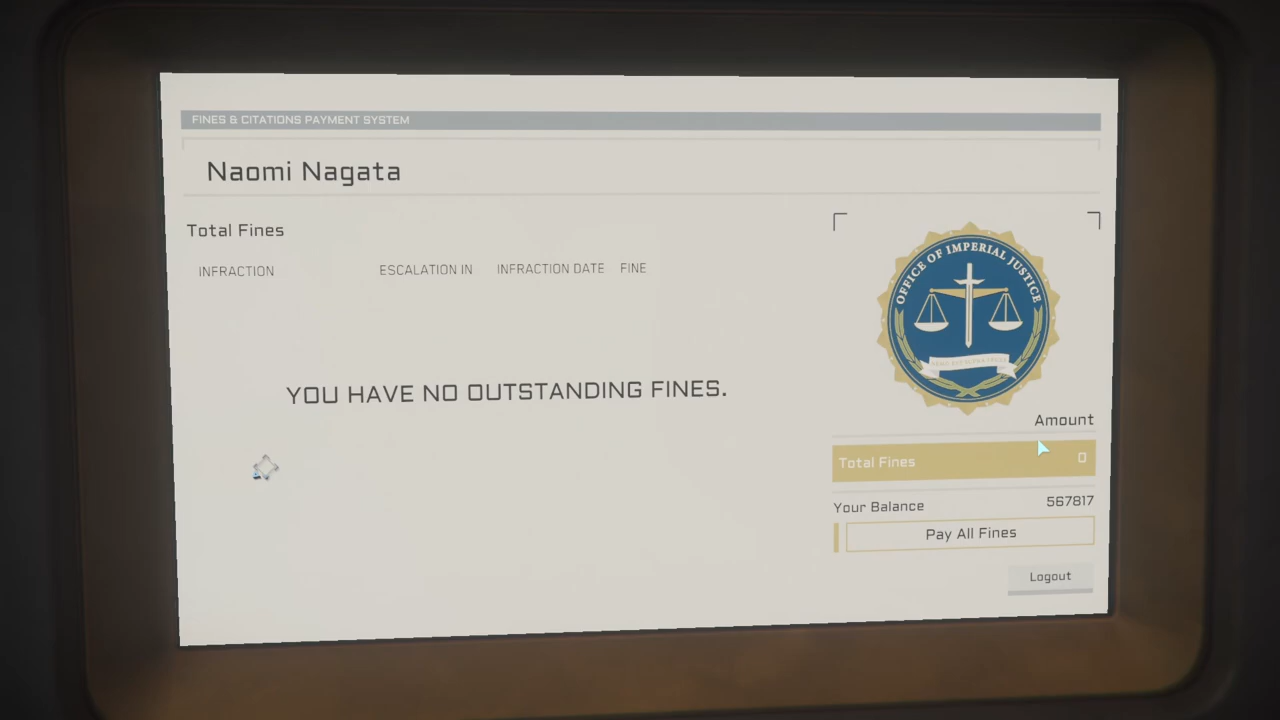 FINES & CITATIONS PAYMENT SYSTEM
Naomi Nagata
Total Fines
INFRACTION ESCALATION IN INFRACTION DATE FINE
YOU HAVE NO OUTSTANDING FINES.
OFFICE OF IMPERIAL JUSTICE
Amount
Total Fines 0
Your Balance 567817
Pay All Fines
Logout